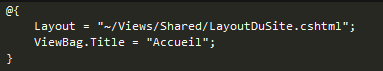 @{
    Layout = "~/Views/Shared/LayoutDuSite.cshtml";
    ViewBag.Title = "Accueil";
}